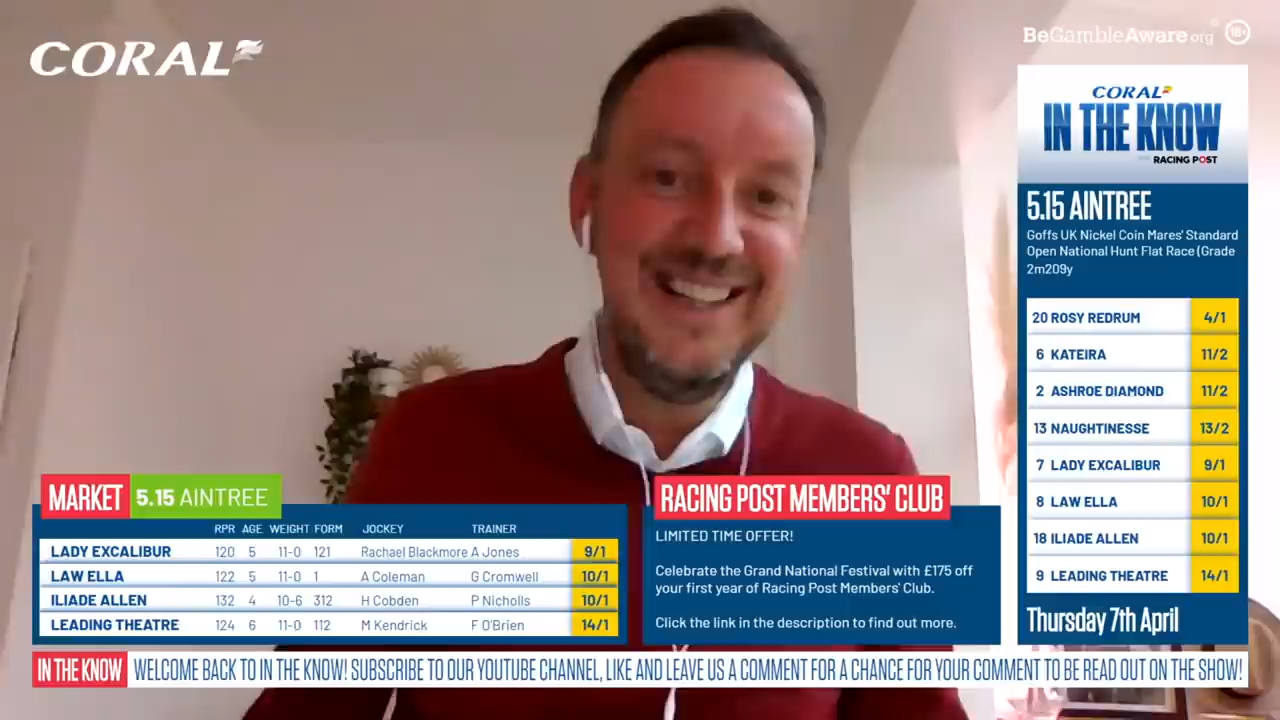 CORAL
BeGambleAware.org 18+
CORAL
IN THE KNOW
RACING POST
5.15 AINTREE
Goffs UK Nickel Coin Mares' Standard
Open National Hunt Flat Race (Grade
2m209y
20 ROSY REDRUM 4/1
6 KATEIRA 11/2
2 ASHROE DIAMOND 11/2
13 NAUGHTINESSE 13/2
7 LADY EXCALIBUR 9/1
8 LAW ELLA 10/1
18 ILIADE ALLEN 10/1
9 LEADING THEATRE 14/1
Thursday 7th April
MARKET 5.15 AINTREE
RPR AGE WEIGHT FORM JOCKEY TRAINER
LADY EXCALIBUR 120 5 11-0 121 Rachael Blackmore A Jones 9/1
LAW ELLA 122 5 11-0 1 A Coleman G Cromwell 10/1
ILIADE ALLEN 132 4 10-6 312 H Cobden P Nicholls 10/1
LEADING THEATRE 124 6 11-0 112 M Kendrick F O'Brien 14/1
RACING POST MEMBERS' CLUB
LIMITED TIME OFFER!
Celebrate the Grand National Festival with £175 off
your first year of Racing Post Members' Club.
Click the link in the description to find out more.
IN THE KNOW WELCOME BACK TO IN THE KNOW! SUBSCRIBE TO OUR YOUTUBE CHANNEL, LIKE AND LEAVE US A COMMENT FOR A CHANCE FOR YOUR COMMENT TO BE READ OUT ON THE SHOW!